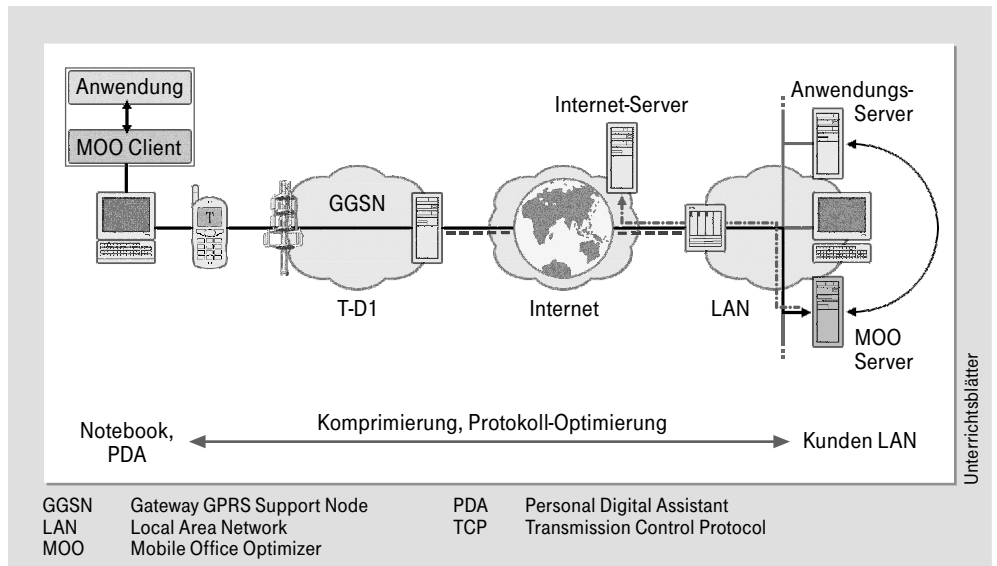 Anwendung
MOO Client
T
GGSN
T-D1
Internet-Server
Internet
LAN
Anwendungs-
Server
MOO
Server
Notebook,
PDA
Komprimierung, Protokoll-Optimierung
Kunden LAN
Unterrichtsblätter
GGSN Gateway GPRS Support Node
LAN Local Area Network
MOO Mobile Office Optimizer
PDA Personal Digital Assistant
TCP Transmission Control Protocol